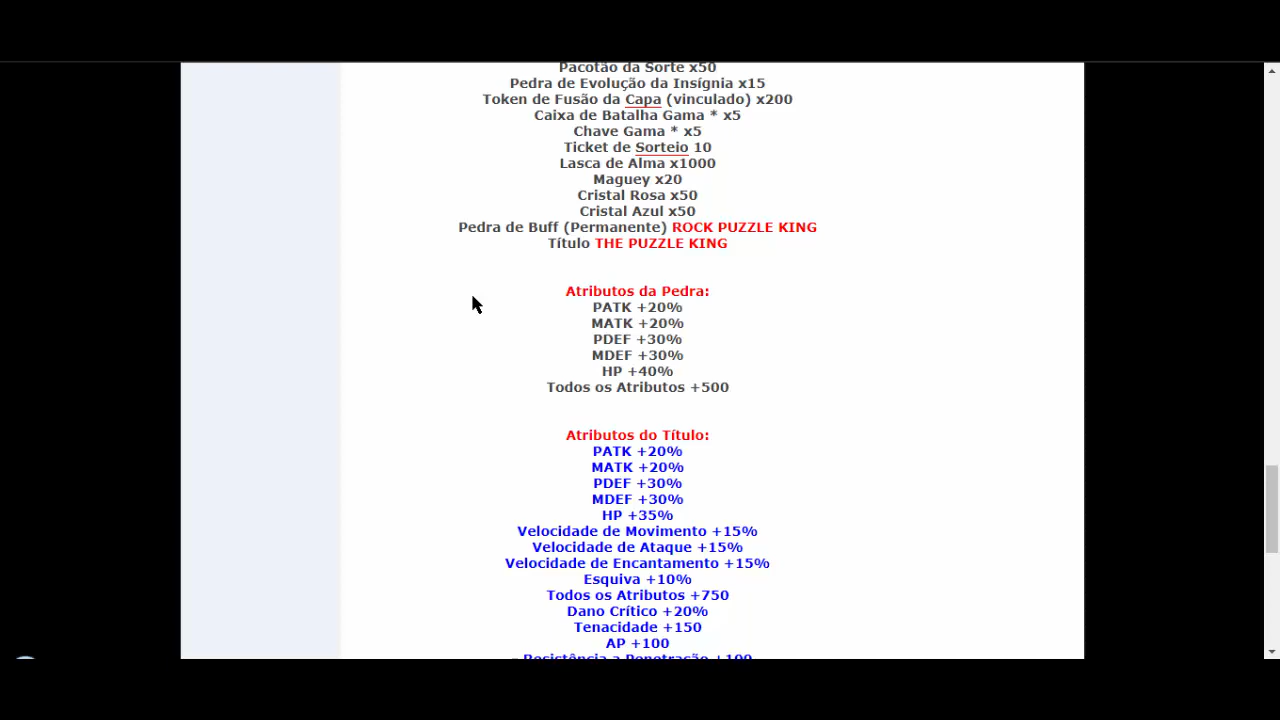 Pacotão da Sorte x50
Pedra de Evolução da Insígnia x15
Token de Fusão da Capa (vinculado) x200
Caixa de Batalha Gama * x5
Chave Gama * x5
Ticket de Sorteio 10
Lasca de Alma x1000
Maguey x20
Cristal Rosa x50
Cristal Azul x50
Pedra de Buff (Permanente) ROCK PUZZLE KING
Título THE PUZZLE KING
Atributos da Pedra:
PATK +20%
MATK +20%
PDEF +30%
MDEF +30%
HP +40%
Todos os Atributos +500
Atributos do Título:
PATK +20%
MATK +20%
PDEF +30%
MDEF +30%
HP +35%
Velocidade de Movimento +15%
Velocidade de Ataque +15%
Velocidade de Encantamento +15%
Esquiva +10%
Todos os Atributos +750
Dano Crítico +20%
Tenacidade +150
AP +100
Resistência a Penetração +100